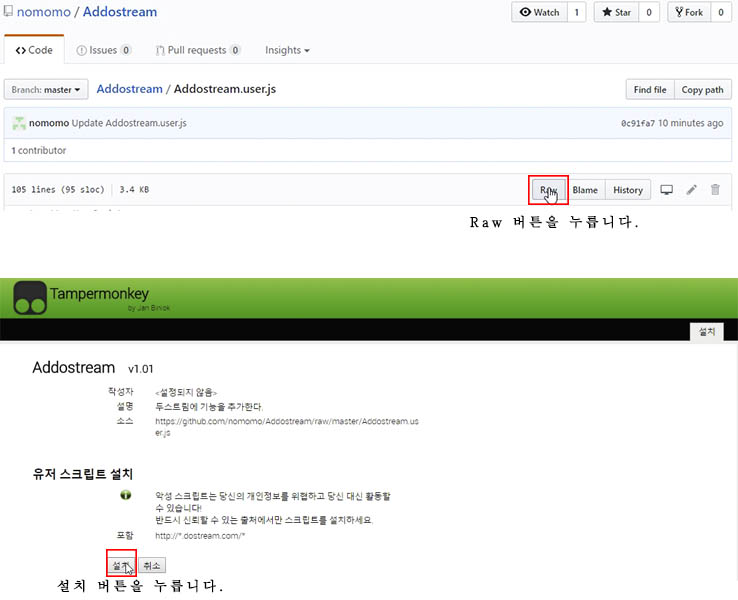 nomomo / Addostream
Watch 1 Star 0 Fork 0
Code Issues 0 Pull requests 0 Insights
Branch: master Addostream / Addostream.user.js Find file Copy path
nomomo Update Addostream.user.js 0c91fa7 10 minutes ago
1 contributor
105 lines (95 sloc) 3.4 KB Raw Blame History
Raw 버튼을 누릅니다.
Tampermonkey
by Jan Biniok
설치
Addostream v1.01
작성자 <설정되지 않음>
설명 두스트림에 기능을 추가한다.
소스 https://github.com/nomomo/Addostream/raw/master/Addostream.us
er.js
유저 스크립트 설치
악성 스크립트는 당신의 개인정보를 위협하고 당신 대신 활동할
수 있습니다!
반드시 신뢰할 수 있는 출처에서만 스크립트를 설치하세요.
포함 http://*.dostream.com/*
설치 취소
설치 버튼을 누릅니다.